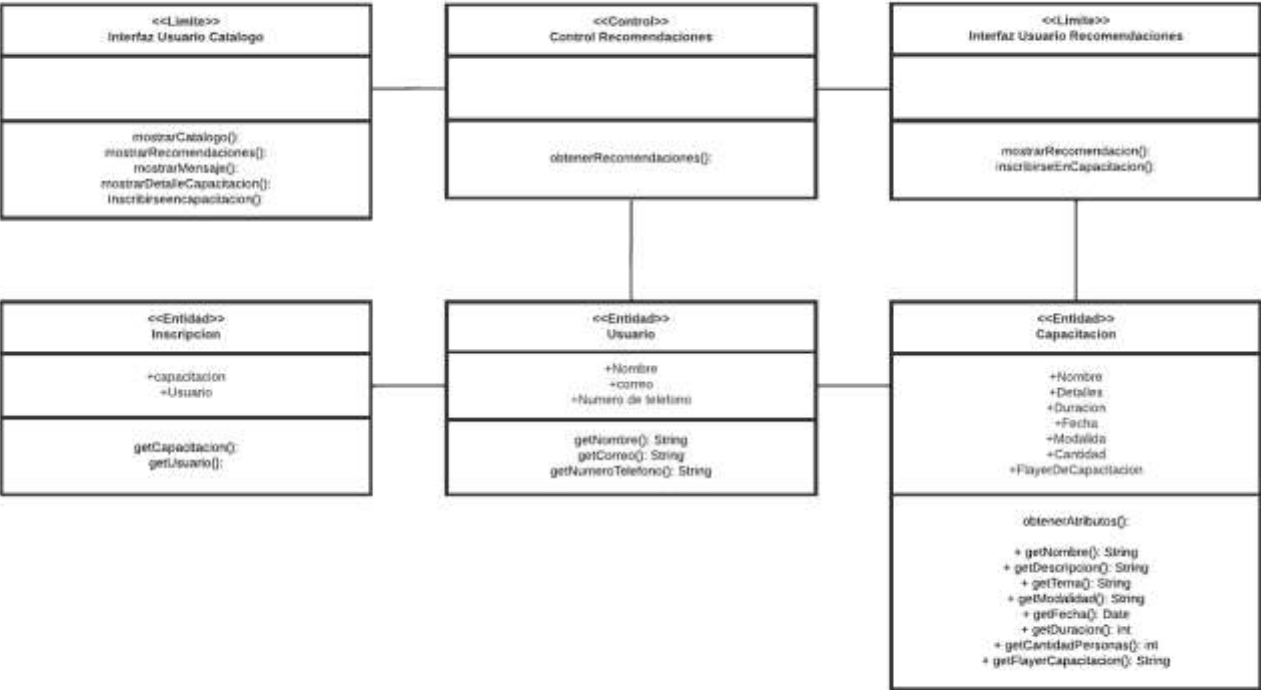 <<Limite>>
Interfaz Usuario Catalogo
mostrarCatalogo():
mostrarRecomendaciones():
mostrarMensaje():
mostrarDetalleCapacitacion():
Inscribirseencapacitacion()
<<Control>>
Control Recomendaciones
obtenerRecomendaciones():
<<Limite>>
Interfaz Usuario Recomendaciones
mostrarRecomendacion():
inscribirseEnCapacitacion():
<<Entidad>>
Inscripcion
+capacitacion
+Usuario
getCapacitacion():
getUsuario():
<<Entidad>>
Usuario
+Nombre
+correo
+Numero de telefono
getNombre(): String
getCorreo(): String
getNumeroTelefono(): String
<<Entidad>>
Capacitacion
+Nombre
+Detalles
+Duracion
+Fecha
+Modalida
+Cantidad
+FlayerDeCapacitacion
obtenerAtributos():
+ getNombre(): String
+ getDescripcion(): String
+ getTema(): String
+ getModalidad(): String
+ getFecha(): Date
+ getDuracion(): int
+ getCantidadPersonas(): int
+ getFlayerCapacitacion(): String